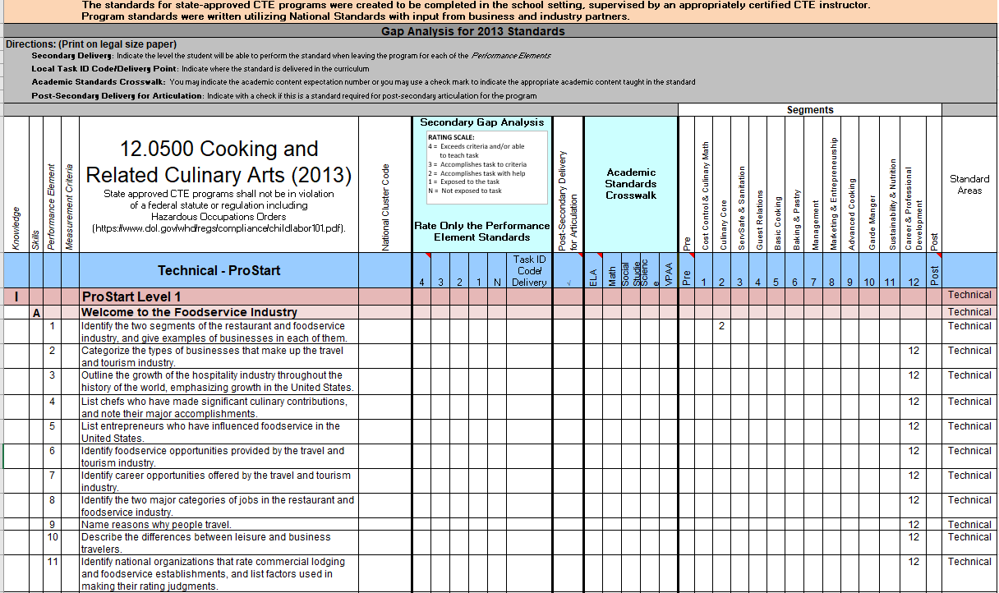 The standards for state-approved CTE programs were created to be completed in the school setting, supervised by an appropriately certified CTE instructor.
Program standards were written utilizing National Standards with input from business and industry partners.
Gap Analysis for 2013 Standards
Directions: (Print on legal size paper)
Secondary Delivery: Indicate the level the student will be able to perform the standard when leaving the program for each of the Performance Elements
Local Task ID Code/Delivery Point: Indicate where the standard is delivered in the curriculum
Academic Standards Crosswalk: You may indicate the academic content expectation number or you may use a check mark to indicate the appropriate academic content taught in the standard
Post-Secondary Delivery for Articulation: Indicate with a check if this is a standard required for post-secondary articulation for the program
Segments
Knowledge
Skills
Performance Element
Measurement Criteria
12.0500 Cooking and
Related Culinary Arts (2013)
State approved CTE programs shall not be in violation
of a federal statute or regulation including
Hazardous Occupations Orders
(https://www.dol.gov/whd/regs/compliance/childlabor101.pdf).
National Cluster Code
Secondary Gap Analysis
RATING SCALE:
4 = Exceeds criteria and/or able
to teach task
3 = Accomplishes task to criteria
2 = Accomplishes task with help
1 = Exposed to the task
N = Not exposed to task
Rate Only the Performance
Element Standards
Post-Secondary Delivery
for Articulation
Academic
Standards
Crosswalk
Pre
Cost Control & Culinary Math
Culinary Core
ServSafe & Sanitation
Guest Relations
Basic Cooking
Baking & Pastry
Management
Marketing & Entrepreneurship
Advanced Cooking
Garde Manger
Sustainability & Nutrition
Career & Professional
Development
Post
Standard
Areas
Technical - ProStart
4 3 2 1 N
Task ID
Code/
Delivery
√
ELA
Math
Social
Studie
Scienc
e
VPAA
Pre 1 2 3 4 5 6 7 8 9 10 11 12 Post
I ProStart Level 1 Technical
A Welcome to the Foodservice Industry Technical
1 Identify the two segments of the restaurant and foodservice 2 Technical
industry, and give examples of businesses in each of them.
2 Categorize the types of businesses that make up the travel 12 Technical
and tourism industry.
3 Outline the growth of the hospitality industry throughout the 12 Technical
history of the world, emphasizing growth in the United States.
4 List chefs who have made significant culinary contributions, 12 Technical
and note their major accomplishments.
5 List entrepreneurs who have influenced foodservice in the 12 Technical
United States.
6 Identify foodservice opportunities provided by the travel and 12 Technical
tourism industry.
7 Identify career opportunities offered by the travel and tourism 12 Technical
industry.
8 Identify the two major categories of jobs in the restaurant and 12 Technical
foodservice industry.
9 Name reasons why people travel. 12 Technical
10 Describe the differences between leisure and business 12 Technical
travelers.
11 Identify national organizations that rate commercial lodging 12 Technical
and foodservice establishments, and list factors used in
making their rating judgments.